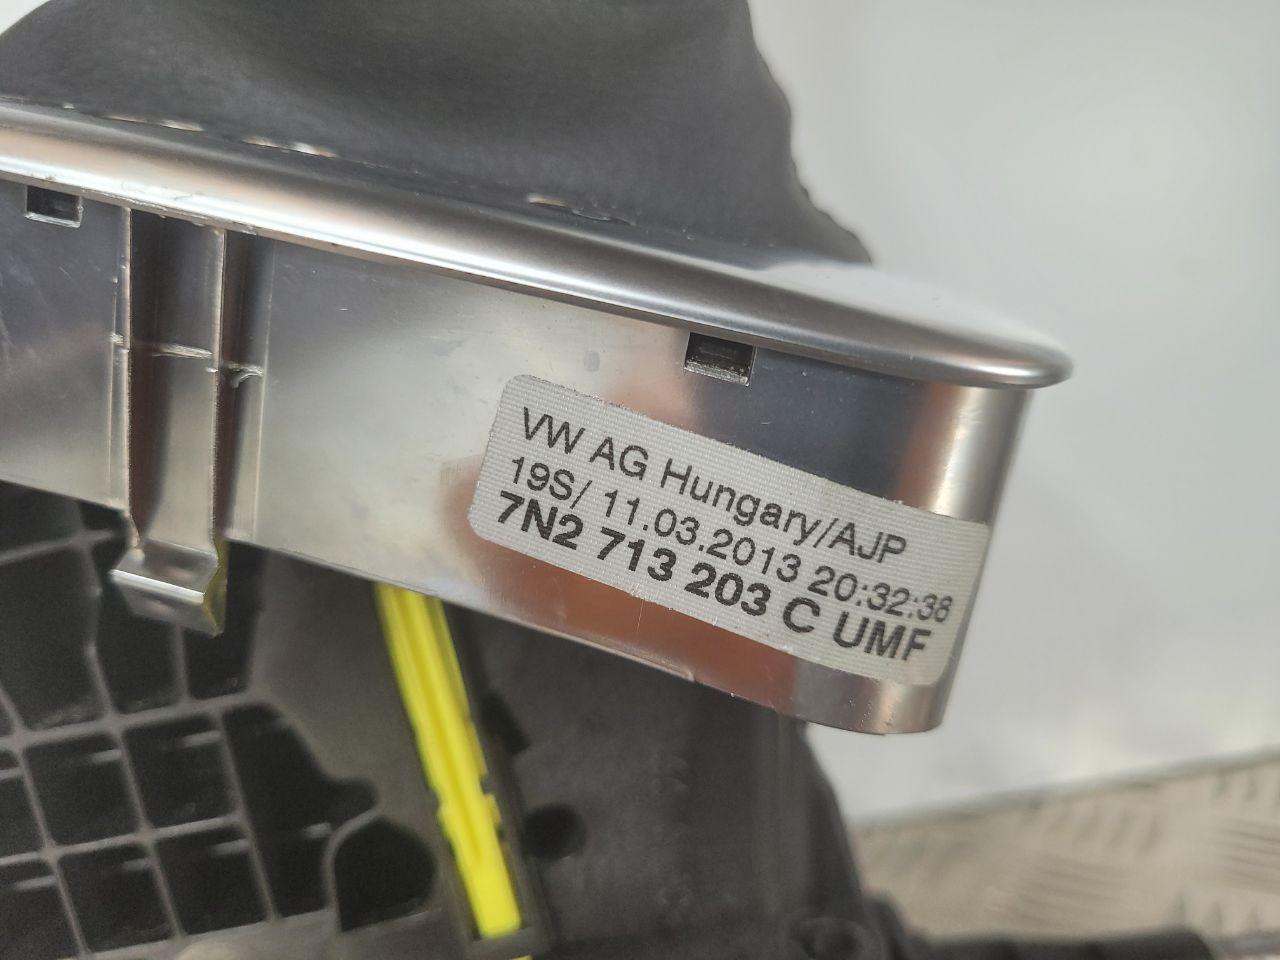 VW AG Hungary/AJP
19S/ 11.03.2013 20:32:38
7N2 713 203 C UMF